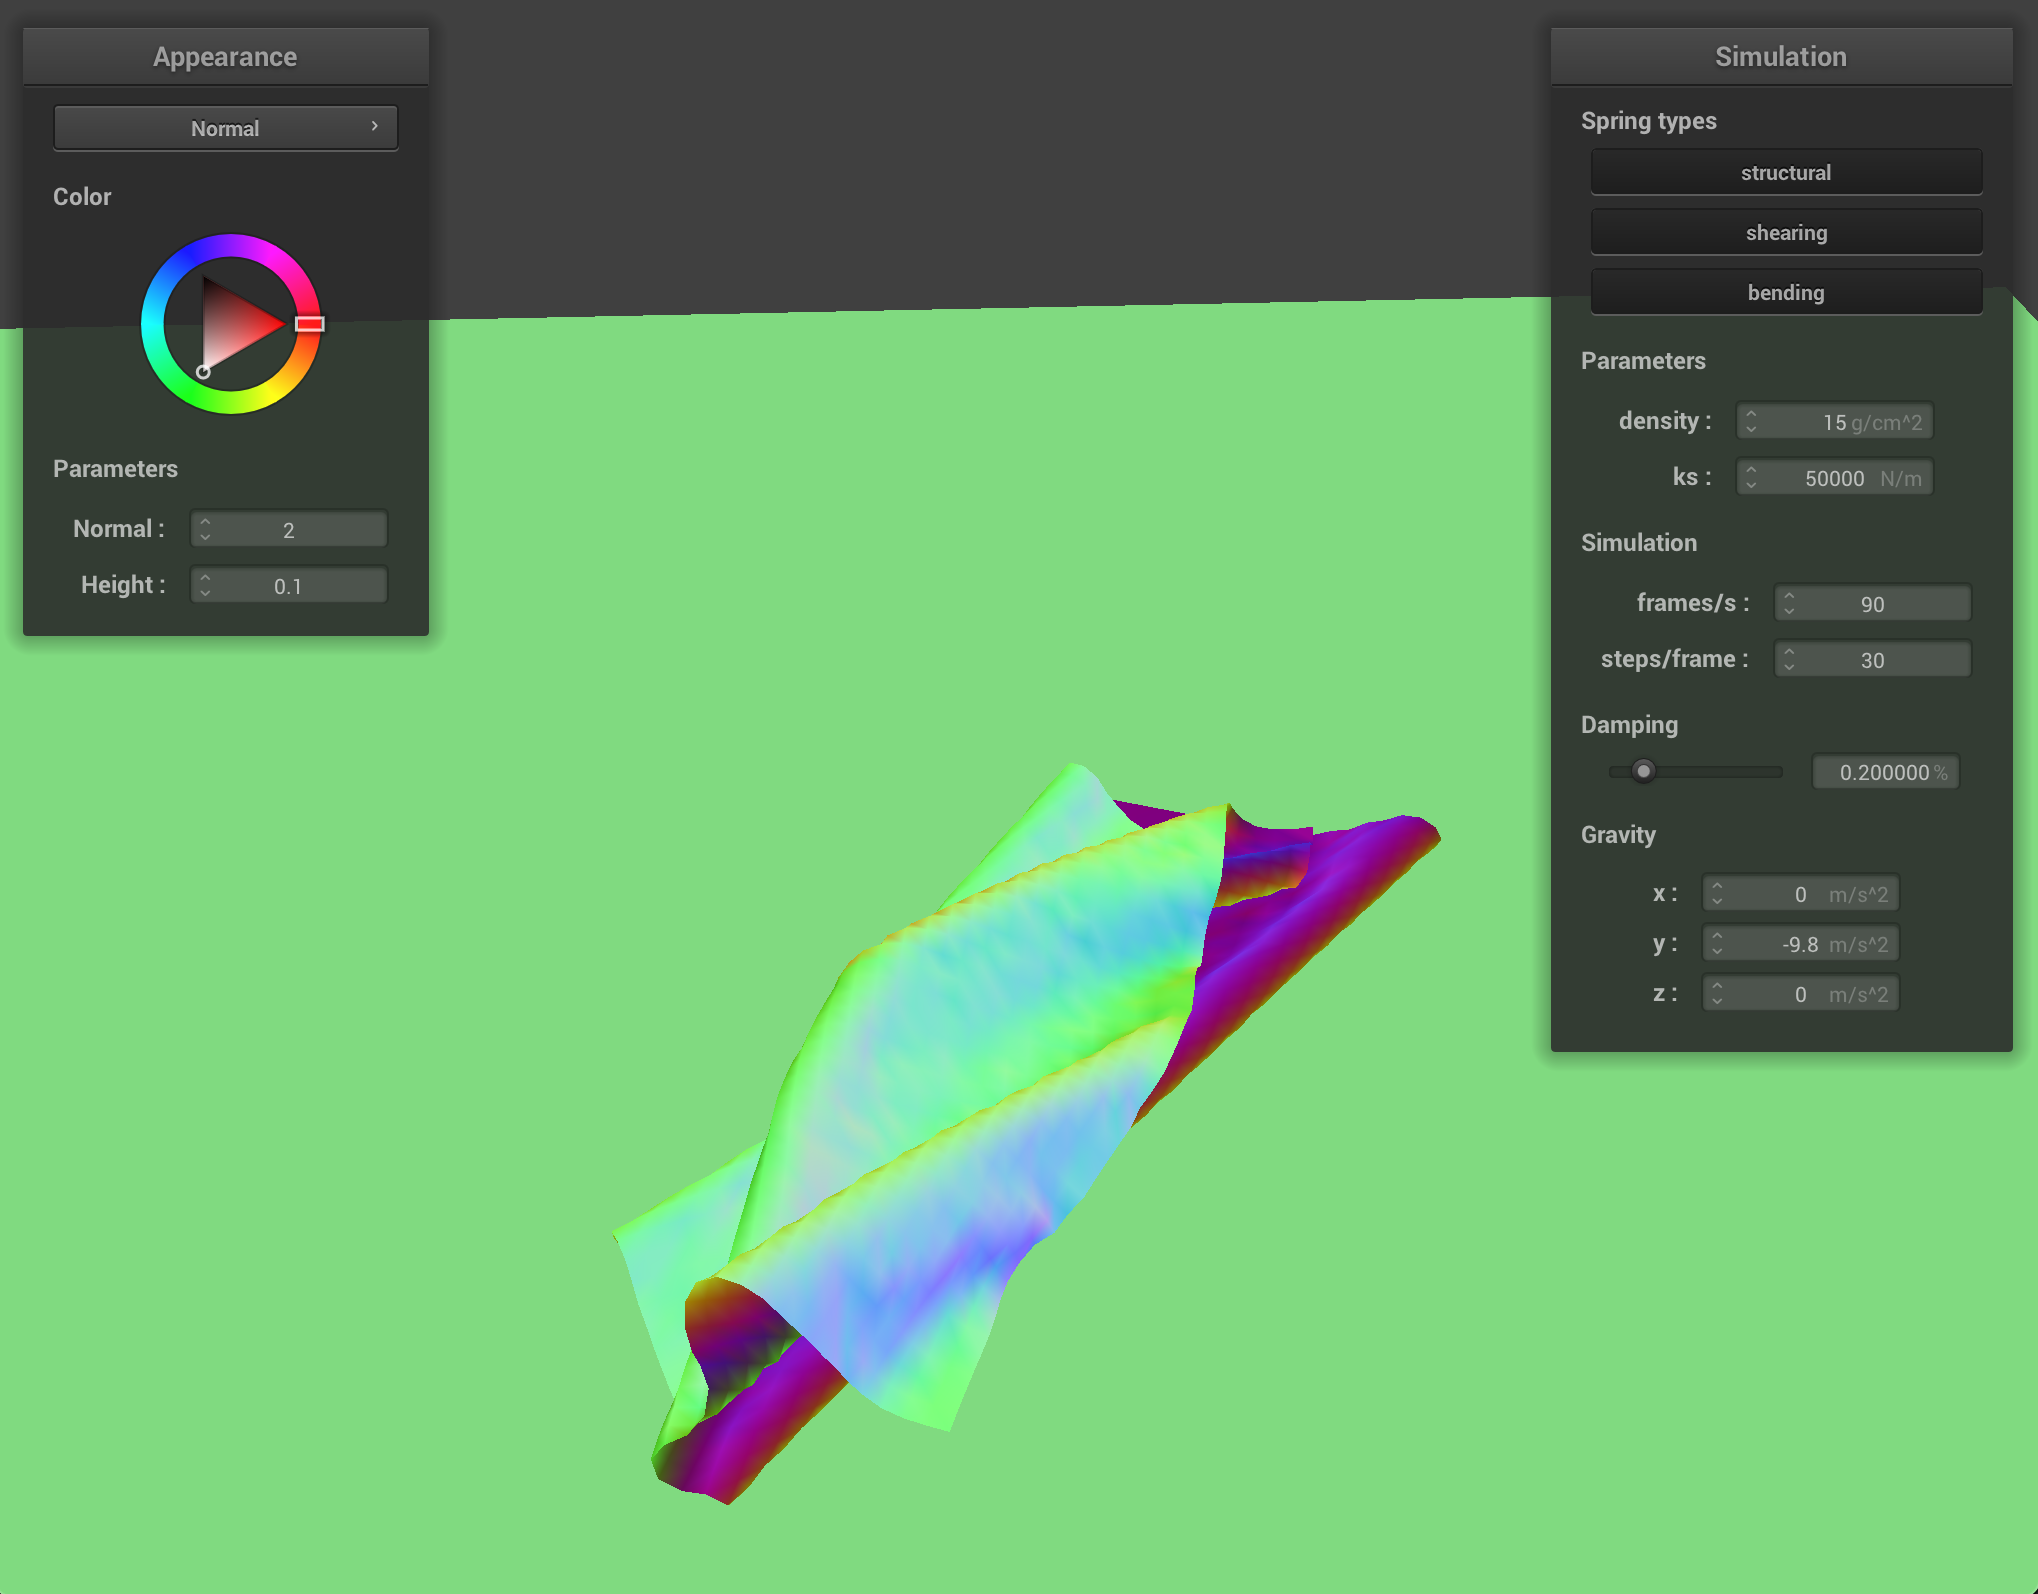 Appearance
Normal
Color
Parameters
Normal : 2
Height : 0.1
Simulation
Spring types
structural
shearing
bending
Parameters
density : 15 g/cm^2
ks : 50000 N/m
Simulation
frames/s : 90
steps/frame : 30
Damping
0.200000 %
Gravity
x : 0 m/s^2
y : -9.8 m/s^2
z : 0 m/s^2